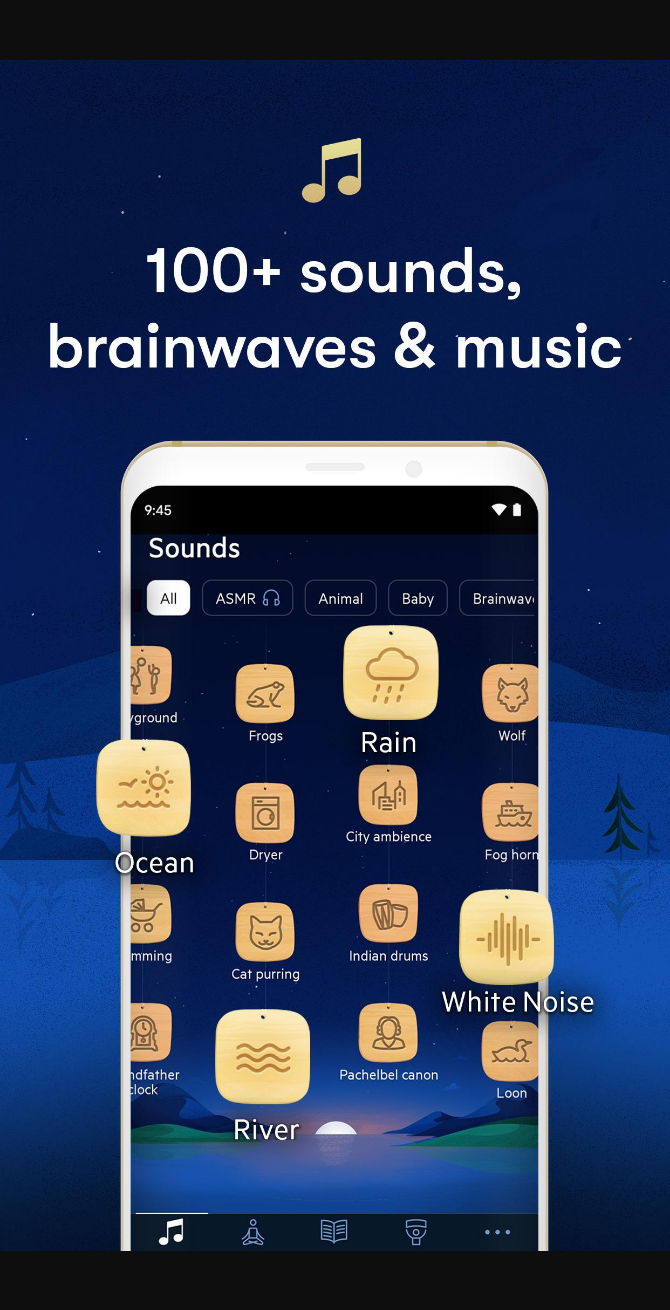 100+ sounds,
brainwaves & music
9:45
Sounds
All
ASMR
Animal
Baby
Brainwav
yground
Frogs
Rain
Wolf
Ocean
Dryer
City ambience
Fog horn
mming
Cat purring
Indian drums
White Noise
ndfather
clock
River
Pachelbel canon
Loon